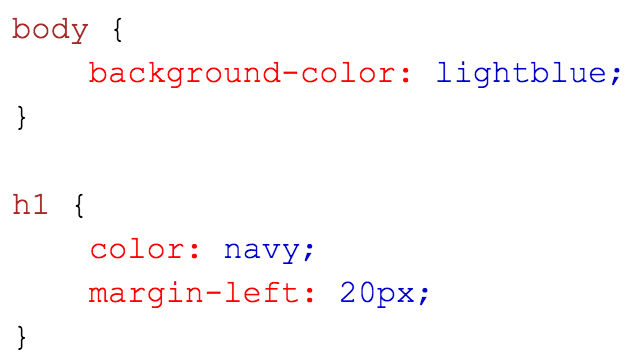 body {
    background-color: lightblue;
}

h1 {
    color: navy;
    margin-left: 20px;
}